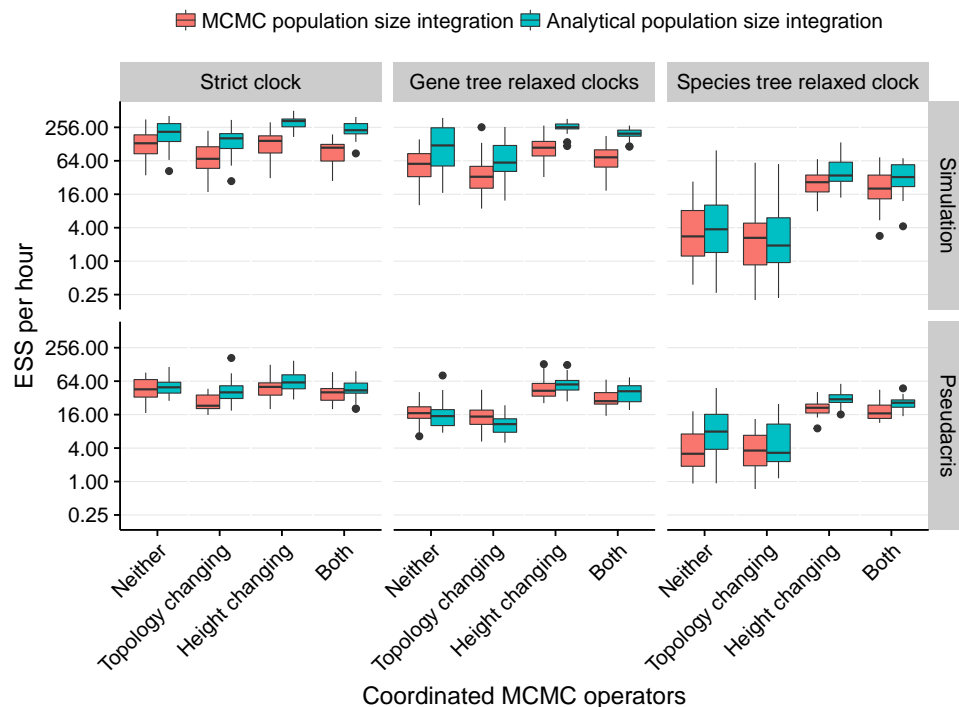 MCMC population size integration Analytical population size integration
Strict clock Gene tree relaxed clocks Species tree relaxed clock
256.00
64.00
16.00
4.00
1.00
0.25
Simulation
256.00
64.00
16.00
4.00
1.00
0.25
Pseudacris
ESS per hour
Neither Topology changing Height changing Both Neither Topology changing Height changing Both Neither Topology changing Height changing Both
Coordinated MCMC operators